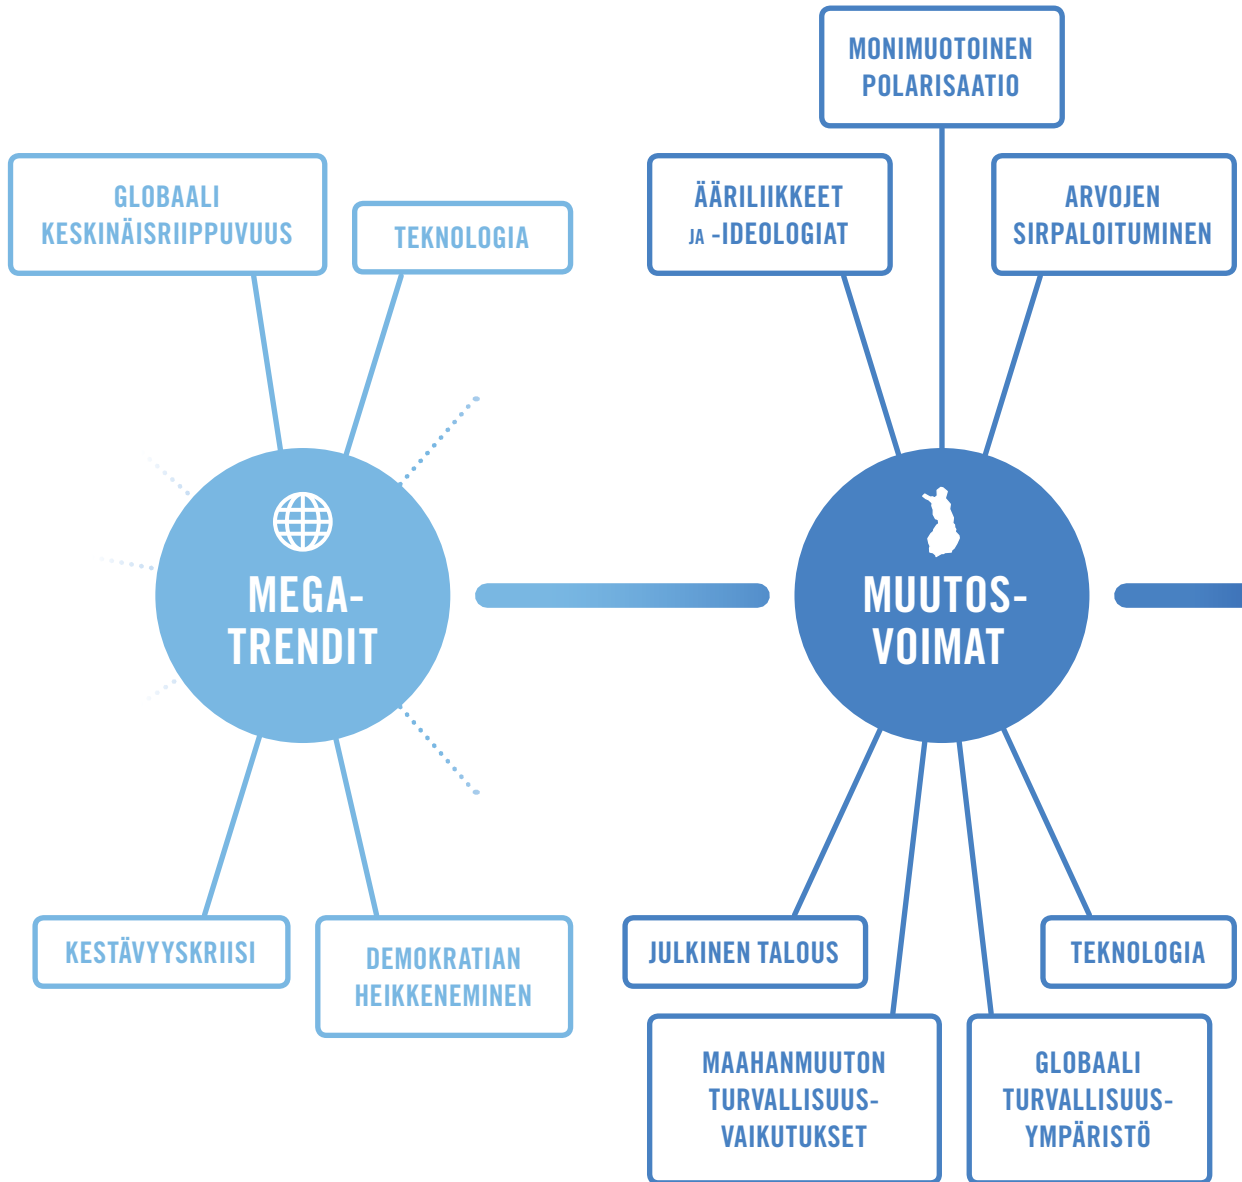 GLOBAALI
KESKINÄISRIIPPUVUUS
TEKNOLOGIA
MEGA-
TRENDIT
KESTÄVYYSKRIISI
DEMOKRATIAN
HEIKKENEMINEN
MONIMUOTOINEN
POLARISAATIO
ÄÄRILIIKKEET
JA -IDEOLOGIAT
ARVOJEN
SIRPALOITUMINEN
MUUTOS-
VOIMAT
JULKINEN TALOUS
TEKNOLOGIA
MAAHANMUUTON
TURVALLISUUS-
VAIKUTUKSET
GLOBAALI
TURVALLISUUS-
YMPÄRISTÖ